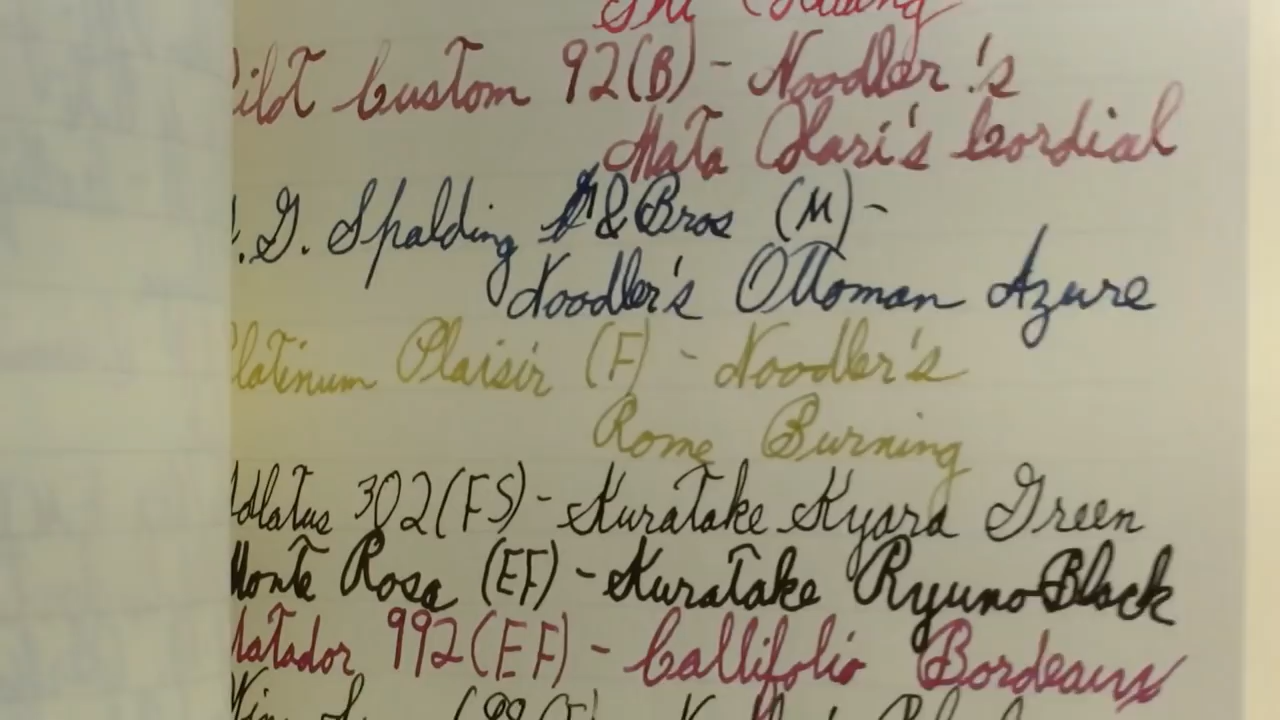 Pilot Custom 92(B) - Noodler's
Mata Hari's Cordial
.G. Spalding & Bros (M) -
Noodler's Ottoman Azure
Platinum Plaisir (F) - Noodler's
Rome Burning
Adlatus 302(FS) - Kuratake Kyara Green
Monte Rosa (EF) - Kuratake Ryuno Black
Matador 992(EF) - Callifolio Bordeaux